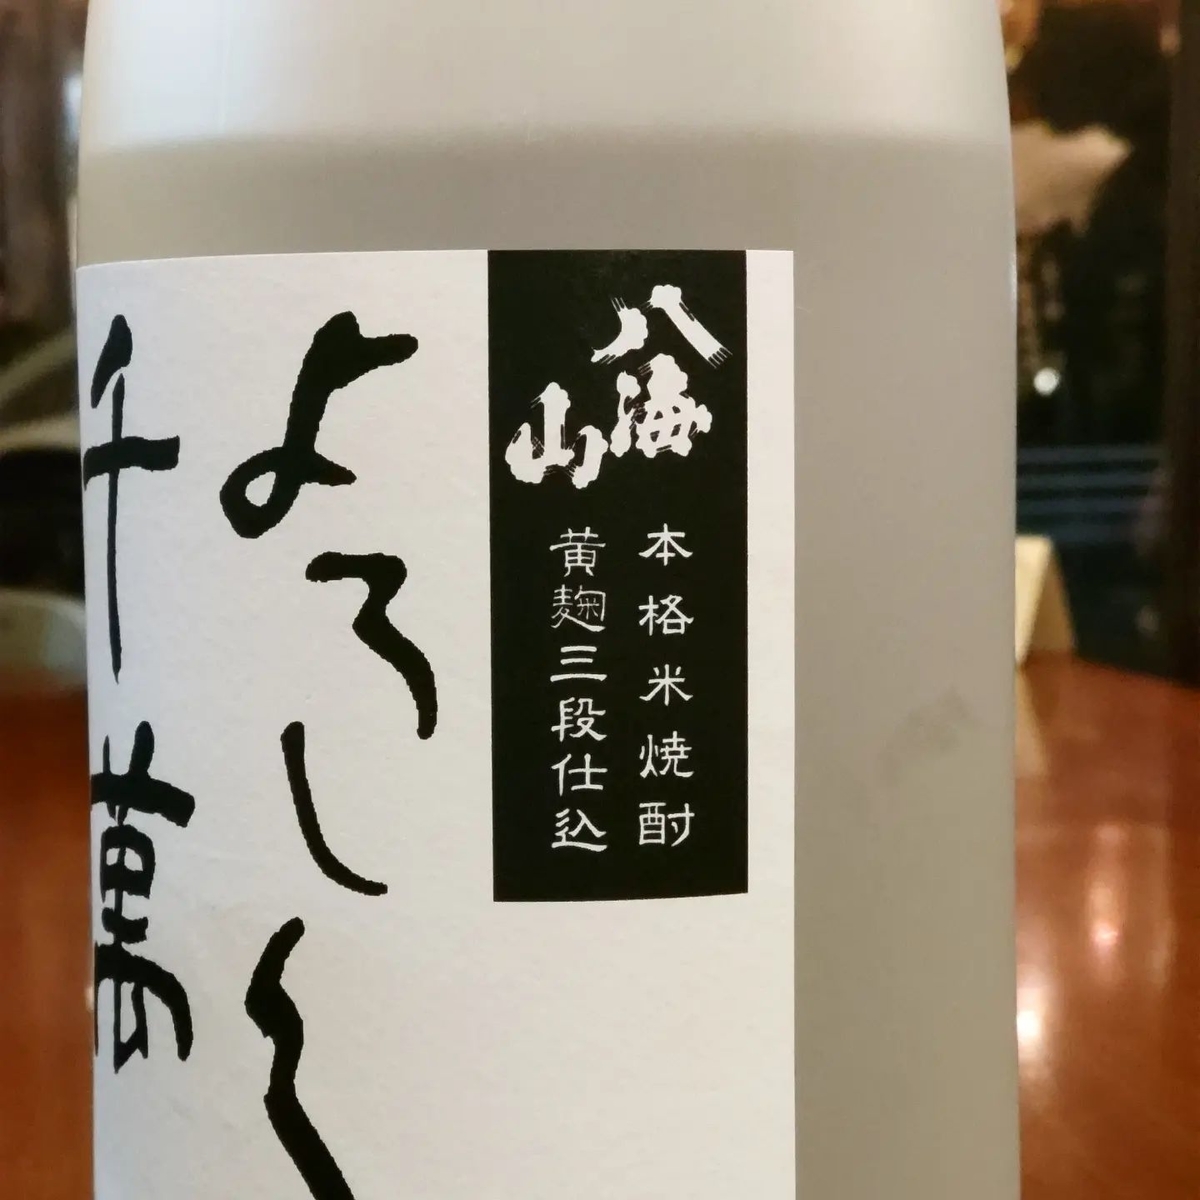 八海山
本格米焼酎
黄麹三段仕込
よろしく
千萬